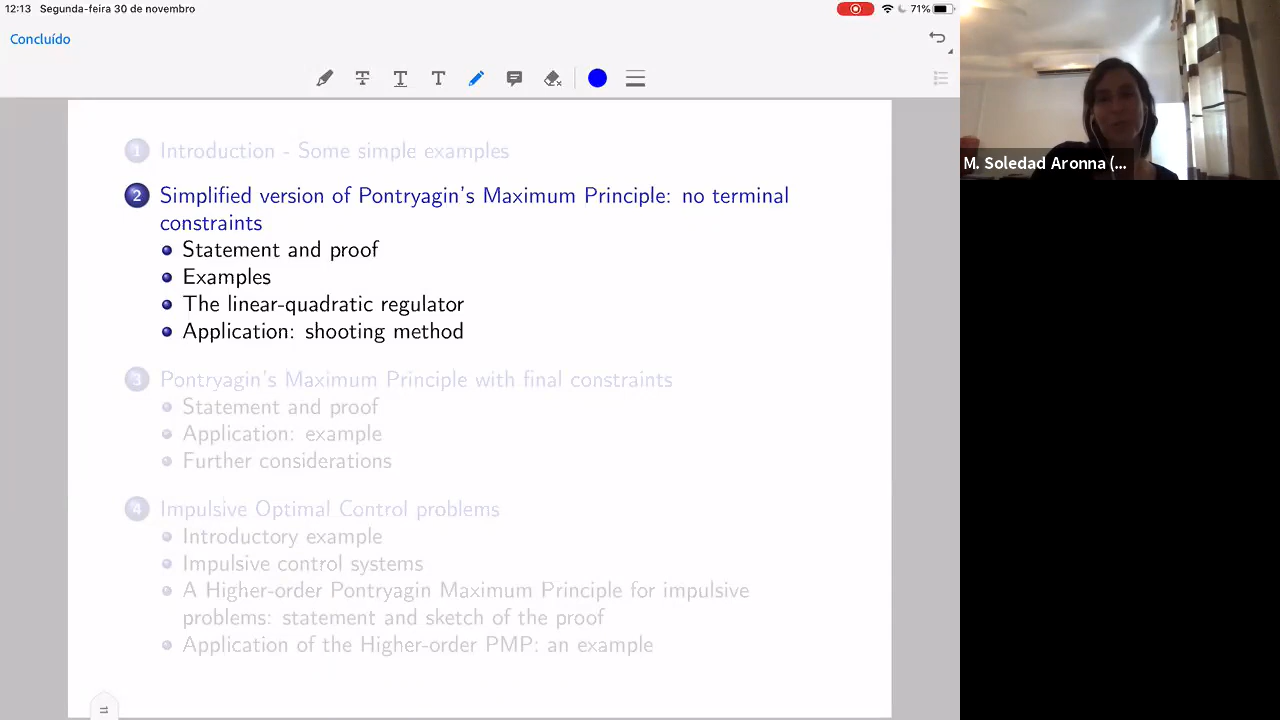 12:13 Segunda-feira 30 de novembro
71%
Concluído
M. Soledad Aronna (...
1 Introduction - Some simple examples
2 Simplified version of Pontryagin's Maximum Principle: no terminal
constraints
Statement and proof
Examples
The linear-quadratic regulator
Application: shooting method
3 Pontryagin's Maximum Principle with final constraints
Statement and proof
Application: example
Further considerations
4 Impulsive Optimal Control problems
Introductory example
Impulsive control systems
A Higher-order Pontryagin Maximum Principle for impulsive
problems: statement and sketch of the proof
Application of the Higher-order PMP: an example
11